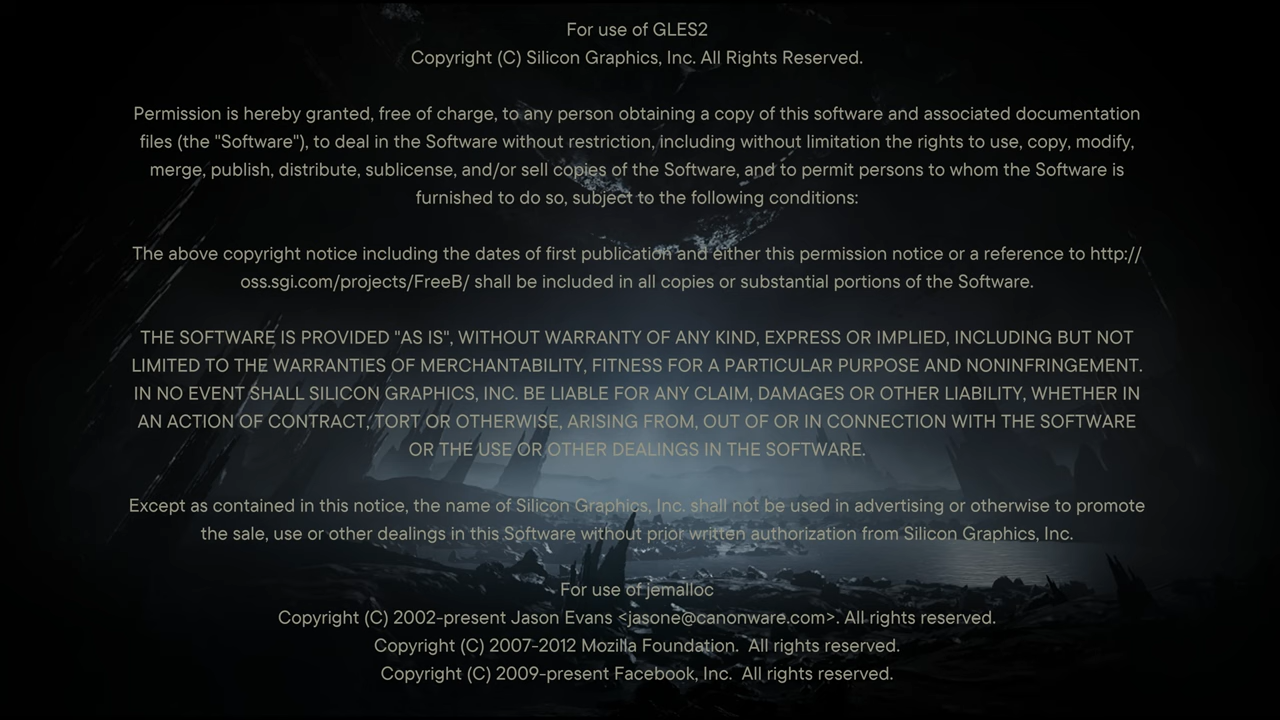 For use of GLES2
Copyright (C) Silicon Graphics, Inc. All Rights Reserved.
Permission is hereby granted, free of charge, to any person obtaining a copy of this software and associated documentation
files (the "Software"), to deal in the Software without restriction, including without limitation the rights to use, copy, modify,
merge, publish, distribute, sublicense, and/or sell copies of the Software, and to permit persons to whom the Software is
furnished to do so, subject to the following conditions:
The above copyright notice including the dates of first publication and either this permission notice or a reference to http://
oss.sgi.com/projects/FreeB/ shall be included in all copies or substantial portions of the Software.
THE SOFTWARE IS PROVIDED "AS IS", WITHOUT WARRANTY OF ANY KIND, EXPRESS OR IMPLIED, INCLUDING BUT NOT
LIMITED TO THE WARRANTIES OF MERCHANTABILITY, FITNESS FOR A PARTICULAR PURPOSE AND NONINFRINGEMENT.
IN NO EVENT SHALL SILICON GRAPHICS, INC. BE LIABLE FOR ANY CLAIM, DAMAGES OR OTHER LIABILITY, WHETHER IN
AN ACTION OF CONTRACT, TORT OR OTHERWISE, ARISING FROM, OUT OF OR IN CONNECTION WITH THE SOFTWARE
OR THE USE OR OTHER DEALINGS IN THE SOFTWARE.
Except as contained in this notice, the name of Silicon Graphics, Inc. shall not be used in advertising or otherwise to promote
the sale, use or other dealings in this Software without prior written authorization from Silicon Graphics, Inc.
For use of jemalloc
Copyright (C) 2002-present Jason Evans <jasone@canonware.com>. All rights reserved.
Copyright (C) 2007-2012 Mozilla Foundation.  All rights reserved.
Copyright (C) 2009-present Facebook, Inc.  All rights reserved.